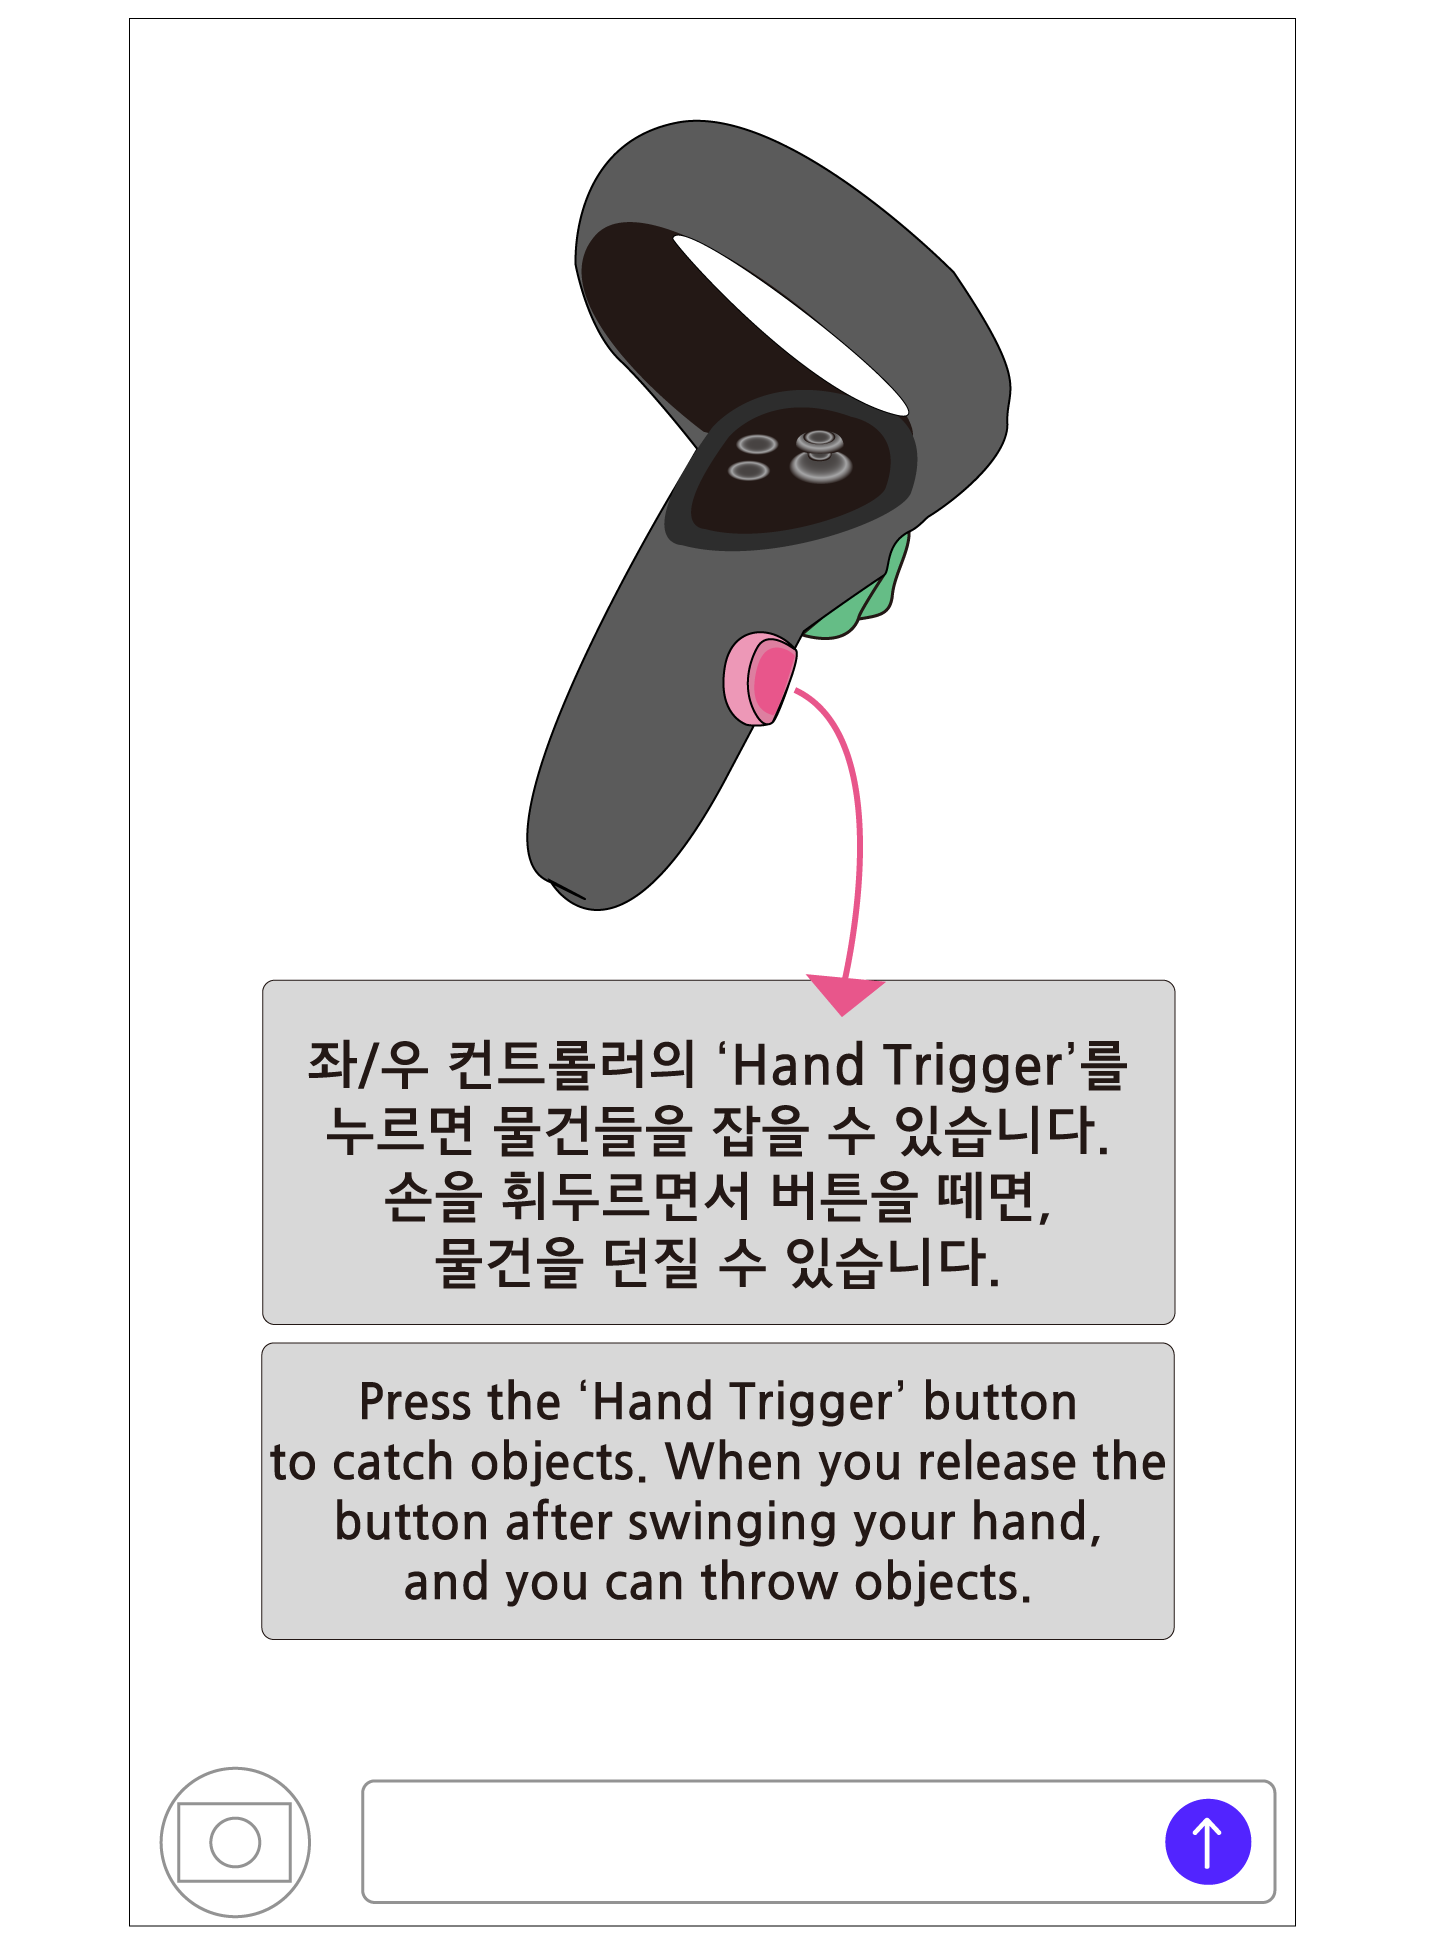 좌/우 컨트롤러의 ‘Hand Trigger’를
누르면 물건들을 잡을 수 있습니다.
손을 휘두르면서 버튼을 떼면,
물건을 던질 수 있습니다.
Press the ‘Hand Trigger’ button
to catch objects. When you release the
button after swinging your hand,
and you can throw objects.